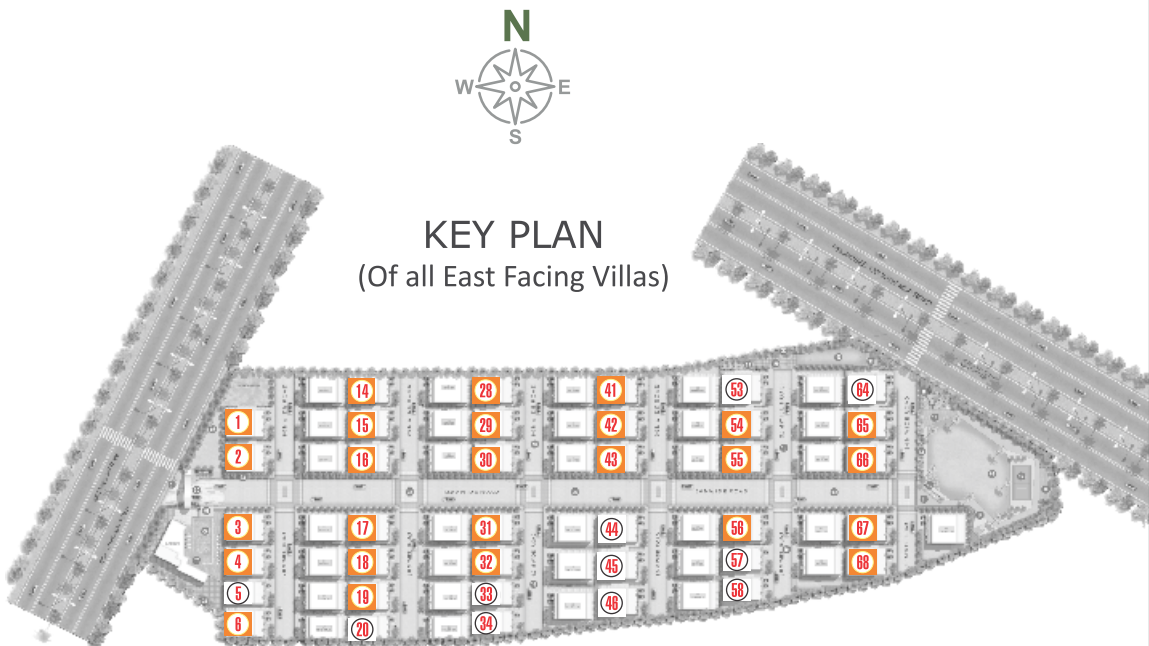 N
W E
S
KEY PLAN
(Of all East Facing Villas)
14 28 41 53 64
1 15 29 42 54 65
2 16 30 43 55 66
3 17 31 44 56 67
4 18 32 45 57 68
5 19 33 46 58
6 20 34